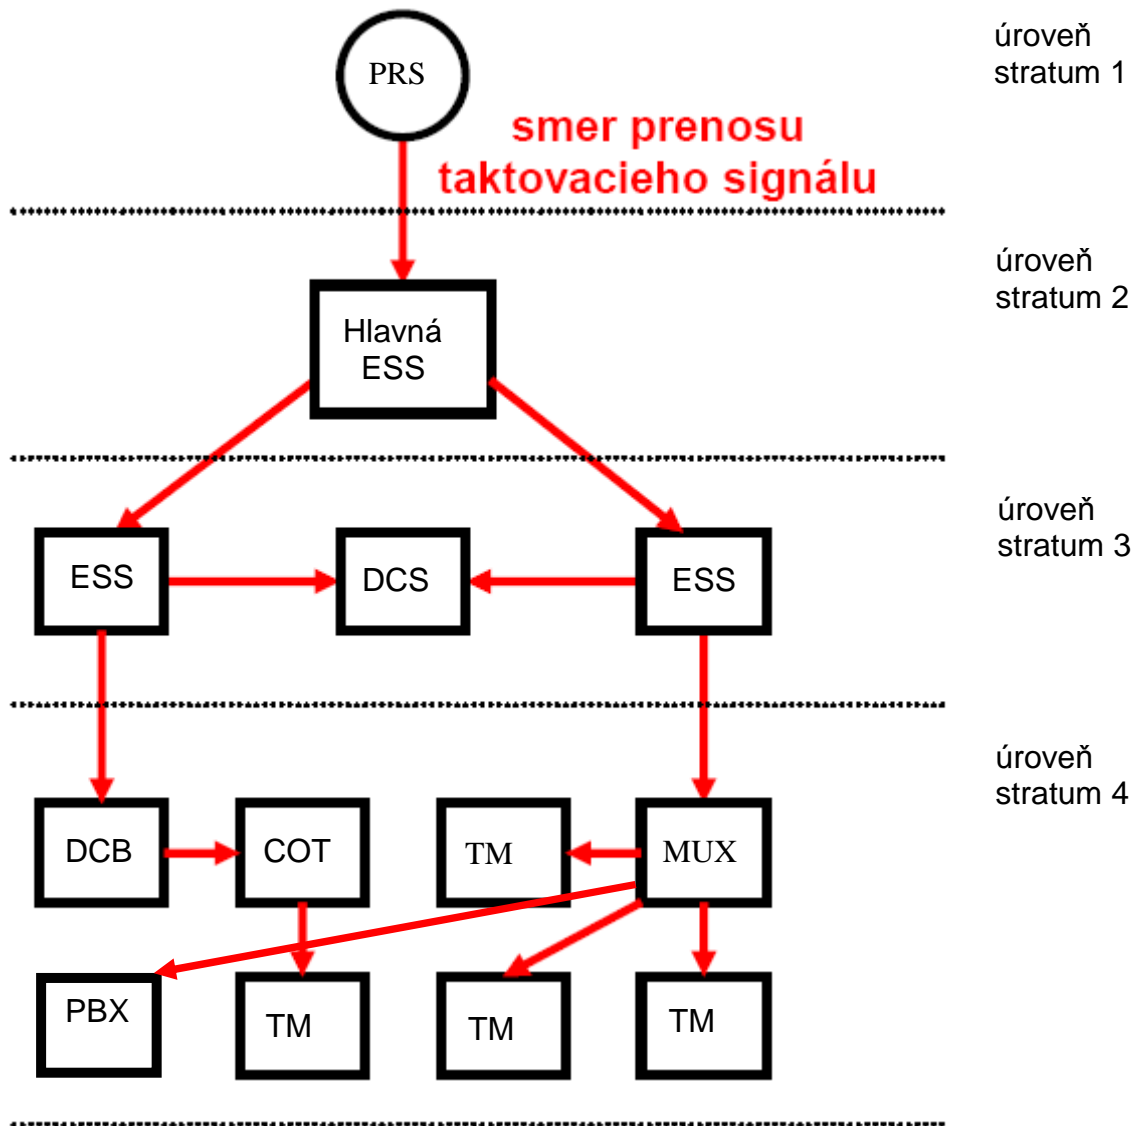 PRS
úroveň
stratum 1
smer prenosu
taktovacieho signálu
úroveň
stratum 2
Hlavná
ESS
úroveň
stratum 3
ESS
DCS
ESS
úroveň
stratum 4
DCB
COT
TM
MUX
PBX
TM
TM
TM